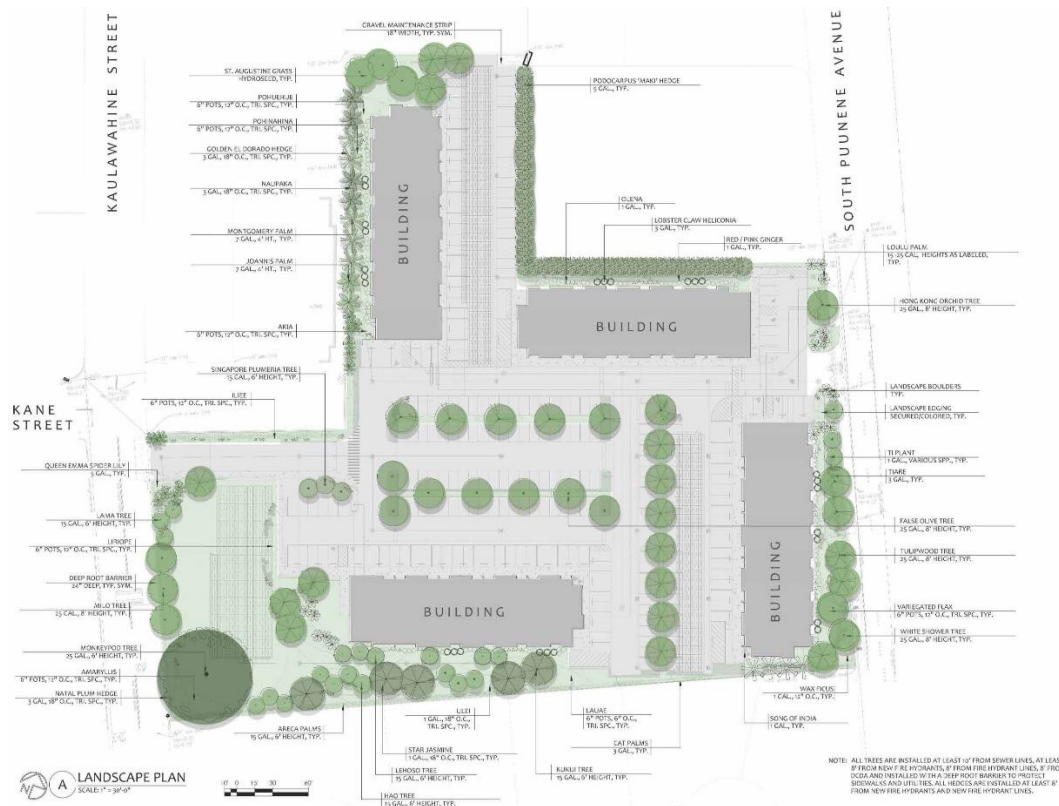 KAULAWAHINE STREET
SOUTH PUUNENE AVENUE
KANE
STREET
GRAVEL MAINTENANCE STRIP
18" WIDTH, TYP. SYM.
ST. AUGUSTINE GRASS
HYDROSEED, TYP.
POHUEHUE
6" POTS, 12" O.C., TRI. SPC., TYP.
POHINAHINA
6" POTS, 12" O.C., TRI. SPC., TYP.
GOLDEN EL DORADO HEDGE
3 GAL, 18" O.C., TRI. SPC., TYP.
NAUPAKA
3 GAL, 18" O.C., TRI. SPC., TYP.
MONTGOMERY PALM
7 GAL., 4' HT., TYP.
JOANNIS PALM
7 GAL, 4' HT., TYP.
AKIA
6" POTS, 12" O.C., TRI. SPC., TYP.
SINGAPORE PLUMERIA TREE
15 GAL, 6' HEIGHT, TYP.
ILIEE
6" POTS, 12" O.C., TRI. SPC., TYP.
QUEEN EMMA SPIDER LILY
5 GAL., TYP.
LAMA TREE
15 GAL, 6' HEIGHT, TYP.
LIRIOPE
6" POTS, 12" O.C., TRI. SPC., TYP.
DEEP ROOT BARRIER
24" DEEP, TYP. SYM.
MILO TREE
25 GAL., 8' HEIGHT, TYP.
MONKEYPOD TREE
25 GAL, 6' HEIGHT, TYP.
AMARYLLIS
6" POTS, 12" O.C., TRI. SPC., TYP.
NATAL PLUM HEDGE
3 GAL, 18" O.C., TRI. SPC., TYP.
PODOCARPUS 'MAKI' HEDGE
5 GAL., TYP.
OLENA
1 GAL., TYP.
LOBSTER CLAW HELICONIA
3 GAL., TYP.
RED / PINK GINGER
1 GAL., TYP.
LOULU PALM
15-25 GAL, HEIGHTS AS LABELED,
TYP.
HONG KONG ORCHID TREE
25 GAL, 8' HEIGHT, TYP.
LANDSCAPE BOULDERS
TYP.
LANDSCAPE EDGING
SECURED/COLORED, TYP.
TI PLANT
1 GAL., VARIOUS SPP., TYP.
TIARE
3 GAL., TYP.
FALSE OLIVE TREE
25 GAL, 8' HEIGHT, TYP.
TULIPWOOD TREE
25 GAL., 8' HEIGHT, TYP.
VARIEGATED FLAX
6" POTS, 12" O.C., TRI. SPC., TYP.
WHITE SHOWER TREE
25 GAL., 8' HEIGHT, TYP.
WAX FICUS
1 GAL, 12" O.C., TYP.
SONG OF INDIA
1 GAL., TYP.
CAT PALMS
3 GAL., TYP.
LAUAE
6" POTS, 6" O.C.,
TRI. SPC., TYP.
KUKUI TREE
15 GAL, 6' HEIGHT, TYP.
ULEI
1 GAL, 18" O.C.
TRI. SPC., TYP.
STAR JASMINE
1 GAL., 18" O.C., TRI. SPC., TYP.
LEHOSO TREE
15 GAL, 6' HEIGHT, TYP.
HAO TREE
15 GAL, 8' HEIGHT, TYP.
ARECA PALMS
15 GAL, 6' HEIGHT, TYP.
BUILDING
BUILDING
BUILDING
BUILDING
A
LANDSCAPE PLAN
SCALE: 1" = 30'-0"
NOTE: ALL TREES ARE INSTALLED AT LEAST 10' FROM SEWER LINES, AT LEAS
8' FROM NEW FIRE HYDRANTS, 8' FROM FIRE HYDRANT LINES, 8' FROM
DCDA AND INSTALLED WITH A DEEP ROOT BARRIER TO PROTECT
SIDEWALKS AND UTILITIES. ALL HEDGES ARE INSTALLED AT LEAST 8'
FROM NEW FIRE HYDRANTS AND NEW FIRE HYDRANT LINES.